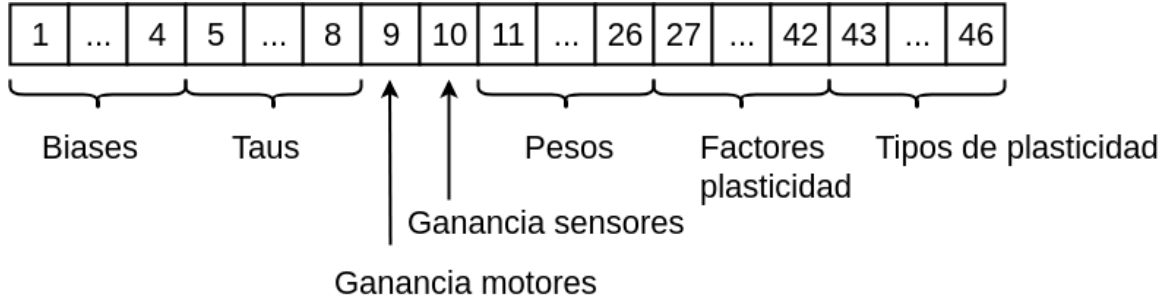 1 ... 4 5 ... 8 9 10 11 ... 26 27 ... 42 43 ... 46
Biases Taus Pesos Factores Tipos de plasticidad
plasticidad
Ganancia sensores
Ganancia motores